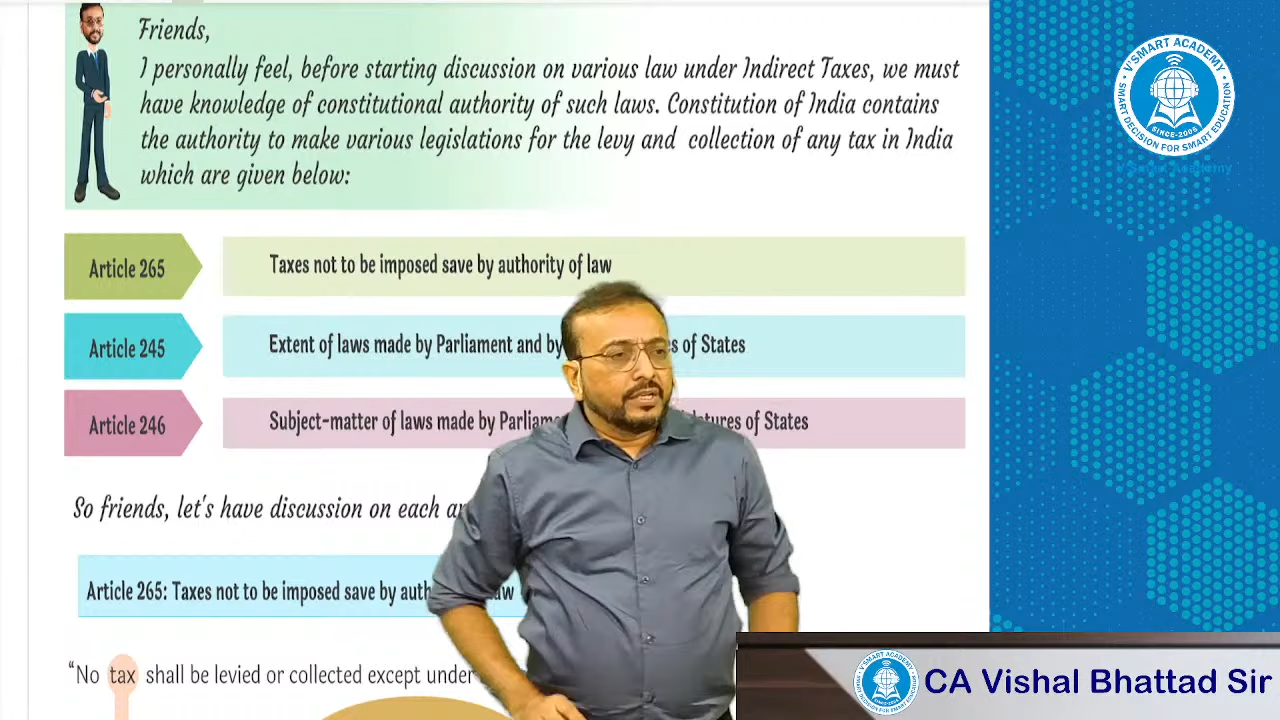 Friends,
I personally feel, before starting discussion on various law under Indirect Taxes, we must
have knowledge of constitutional authority of such laws. Constitution of India contains
the authority to make various legislations for the levy and collection of any tax in India
which are given below:
Article 265
Taxes not to be imposed save by authority of law
Article 245
Extent of laws made by Parliament and by of States
Article 246
Subject-matter of laws made by of States
So friends, let's have discussion on each
Article 265: Taxes not to be imposed save by
"No tax shall be levied or collected except under
V'SMART ACADEMY
SINCE-2005
SMART DECISION FOR SMART EDUCATION
V'Smart Academy
V'SMART ACADEMY
CA Vishal Bhattad Sir